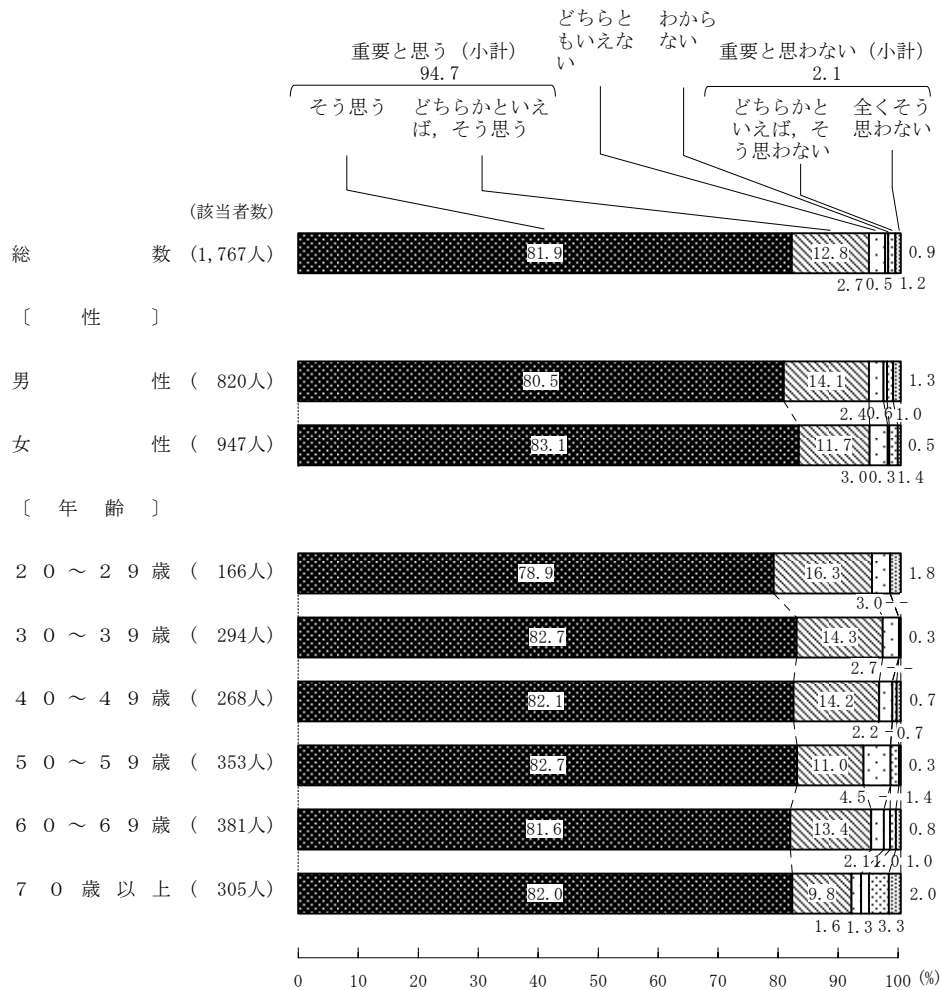 どちらと
もいえな
い
わから
ない
重要と思う（小計）
94.7
重要と思わない（小計）
2.1
そう思う
どちらかといえ
ば，そう思う
どちらかと
いえば，そ
う思わない
全くそう
思わない
(該当者数)
総数 (1,767人) 81.9 12.8 0.9
2.7 0.5 1.2
〔 性 〕
男性 ( 820人) 80.5 14.1 1.3
2.4 0.6 1.0
女性 ( 947人) 83.1 11.7 0.5
3.0 0.3 1.4
〔 年 齢 〕
２０～２９歳 ( 166人) 78.9 16.3 1.8
3.0 - -
３０～３９歳 ( 294人) 82.7 14.3 0.3
2.7 - -
４０～４９歳 ( 268人) 82.1 14.2 0.7
2.2 - 0.7
５０～５９歳 ( 353人) 82.7 11.0 0.3
4.5 - 1.4
６０～６９歳 ( 381人) 81.6 13.4 0.8
2.1 1.0 1.0
７０歳以上 ( 305人) 82.0 9.8 2.0
1.6 1.3 3.3
0 10 20 30 40 50 60 70 80 90 100 (%)